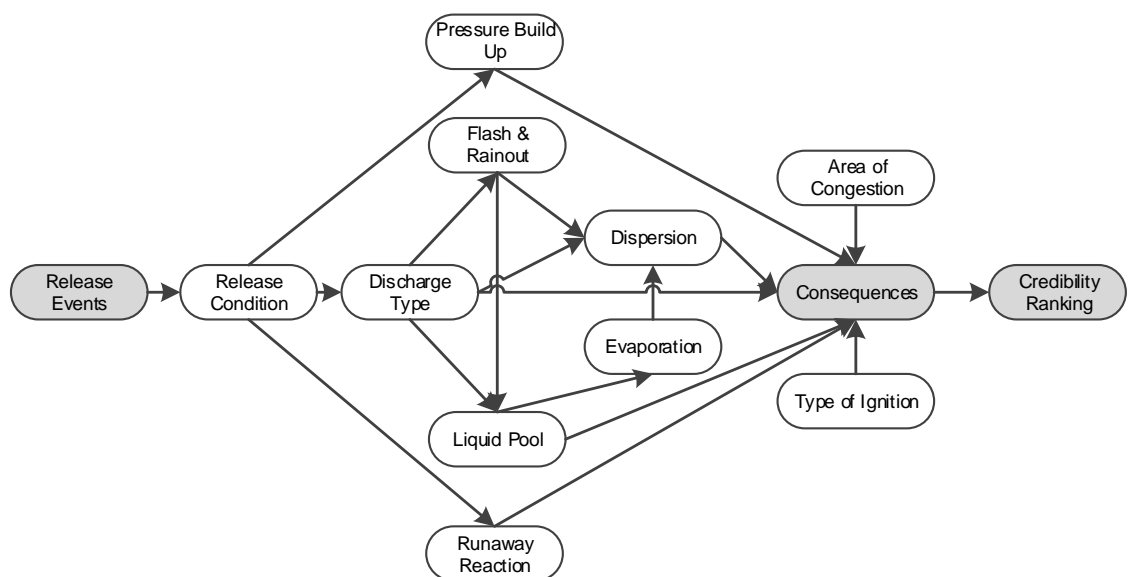 Pressure Build
Up
Flash &
Rainout
Area of
Congestion
Dispersion
Release
Events
Release
Condition
Discharge
Type
Consequences
Credibility
Ranking
Evaporation
Type of Ignition
Liquid Pool
Runaway
Reaction